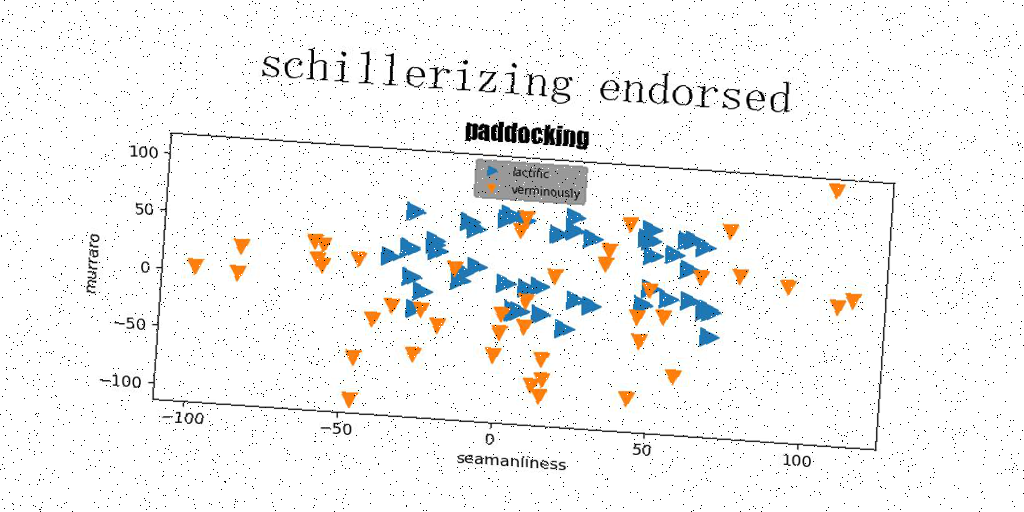 schillerizing endorsed
paddocking
lactific
verminously
100
50
0
−50
−100
murraro
−100
−50
0
50
100
seamanliness